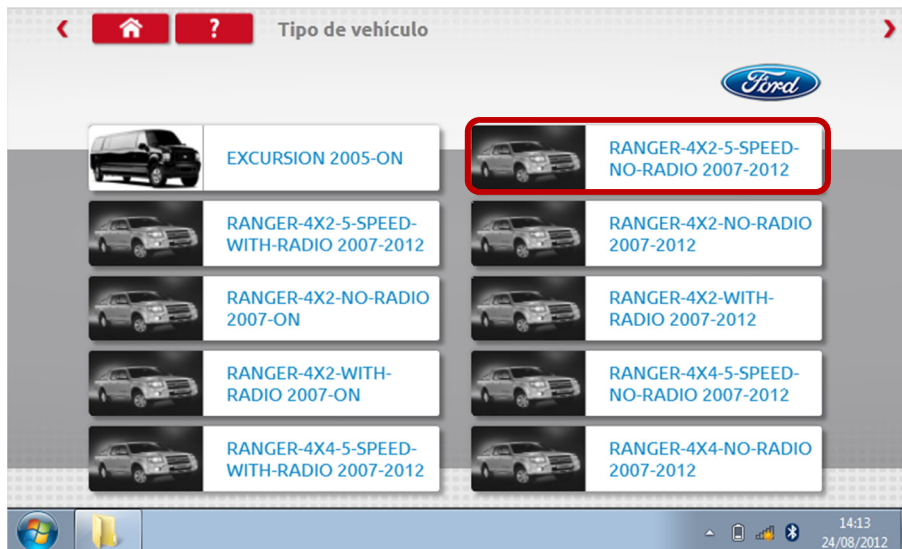 ?
Tipo de vehículo
Ford
EXCURSION 2005-ON
RANGER-4X2-5-SPEED-
NO-RADIO 2007-2012
RANGER-4X2-5-SPEED-
WITH-RADIO 2007-2012
RANGER-4X2-NO-RADIO
2007-2012
RANGER-4X2-NO-RADIO
2007-ON
RANGER-4X2-WITH-
RADIO 2007-2012
RANGER-4X2-WITH-
RADIO 2007-ON
RANGER-4X4-5-SPEED-
NO-RADIO 2007-2012
RANGER-4X4-5-SPEED-
WITH-RADIO 2007-2012
RANGER-4X4-NO-RADIO
2007-2012
14:13
24/08/2012